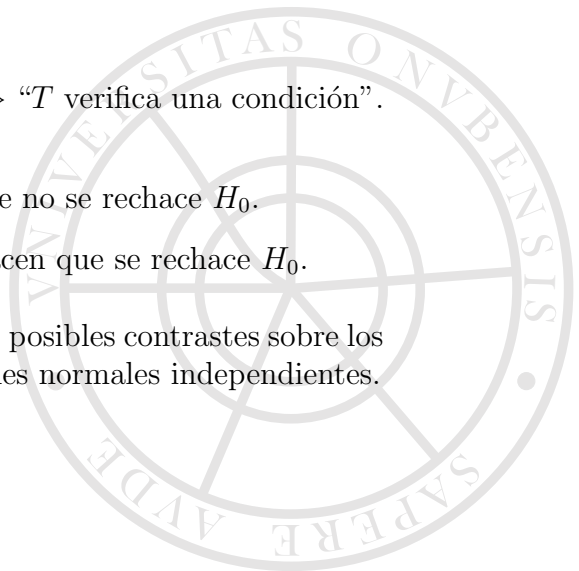 “T verifica una condición”.
e no se rechace H₀.
cen que se rechace H₀.
posibles contrastes sobre los
es normales independientes.
VNIVERSITAS ONVBENSIS
SAPERE AVDE